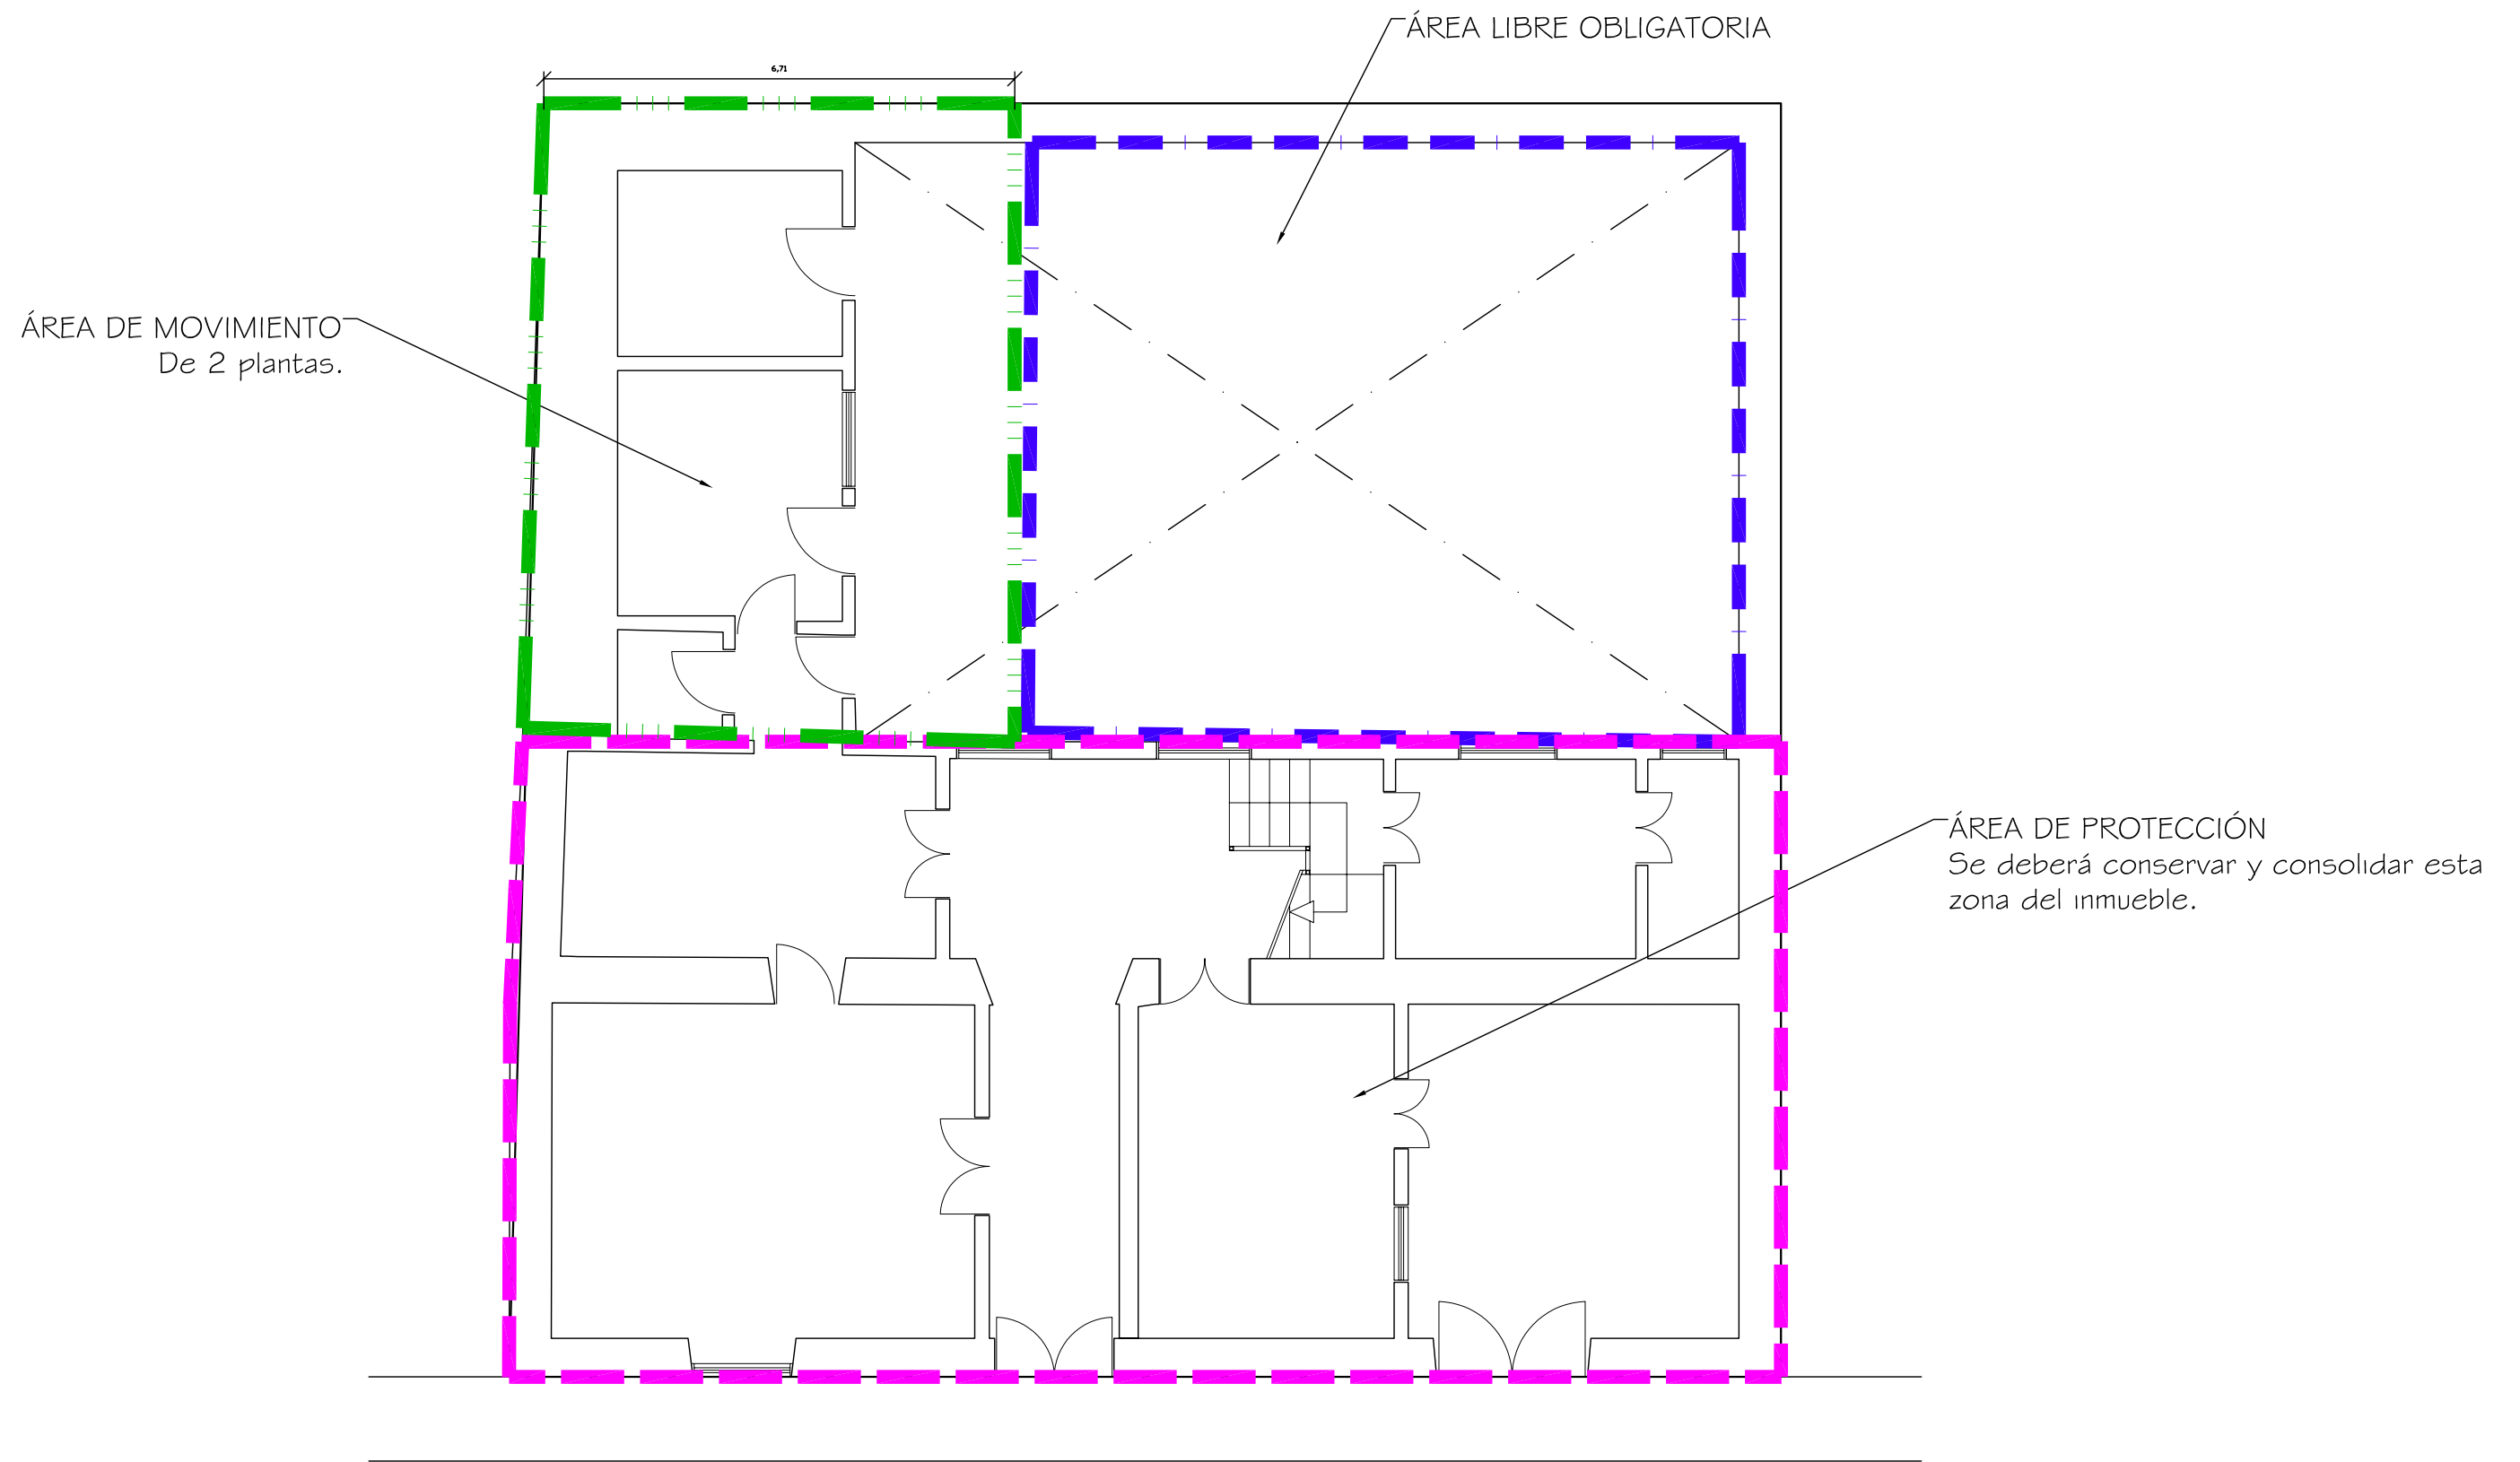 ÁREA LIBRE OBLIGATORIA
6,71
ÁREA DE MOVIMIENTO
De 2 plantas.
ÁREA DE PROTECCIÓN
Se deberá conservar y consolidar esta
zona del inmueble.